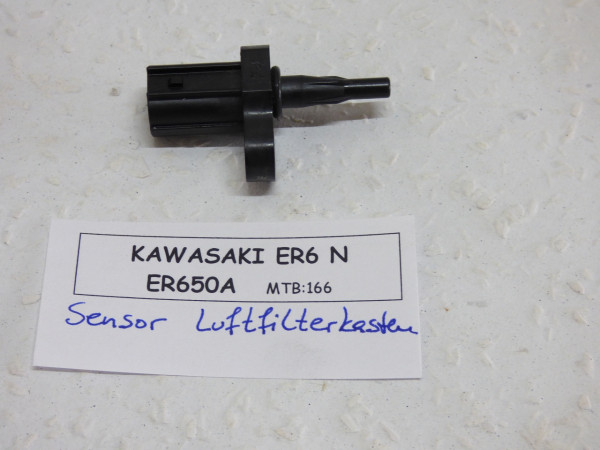 KAWASAKI ER6 N
ER650A MTB:166
Sensor Luftfilterkasten